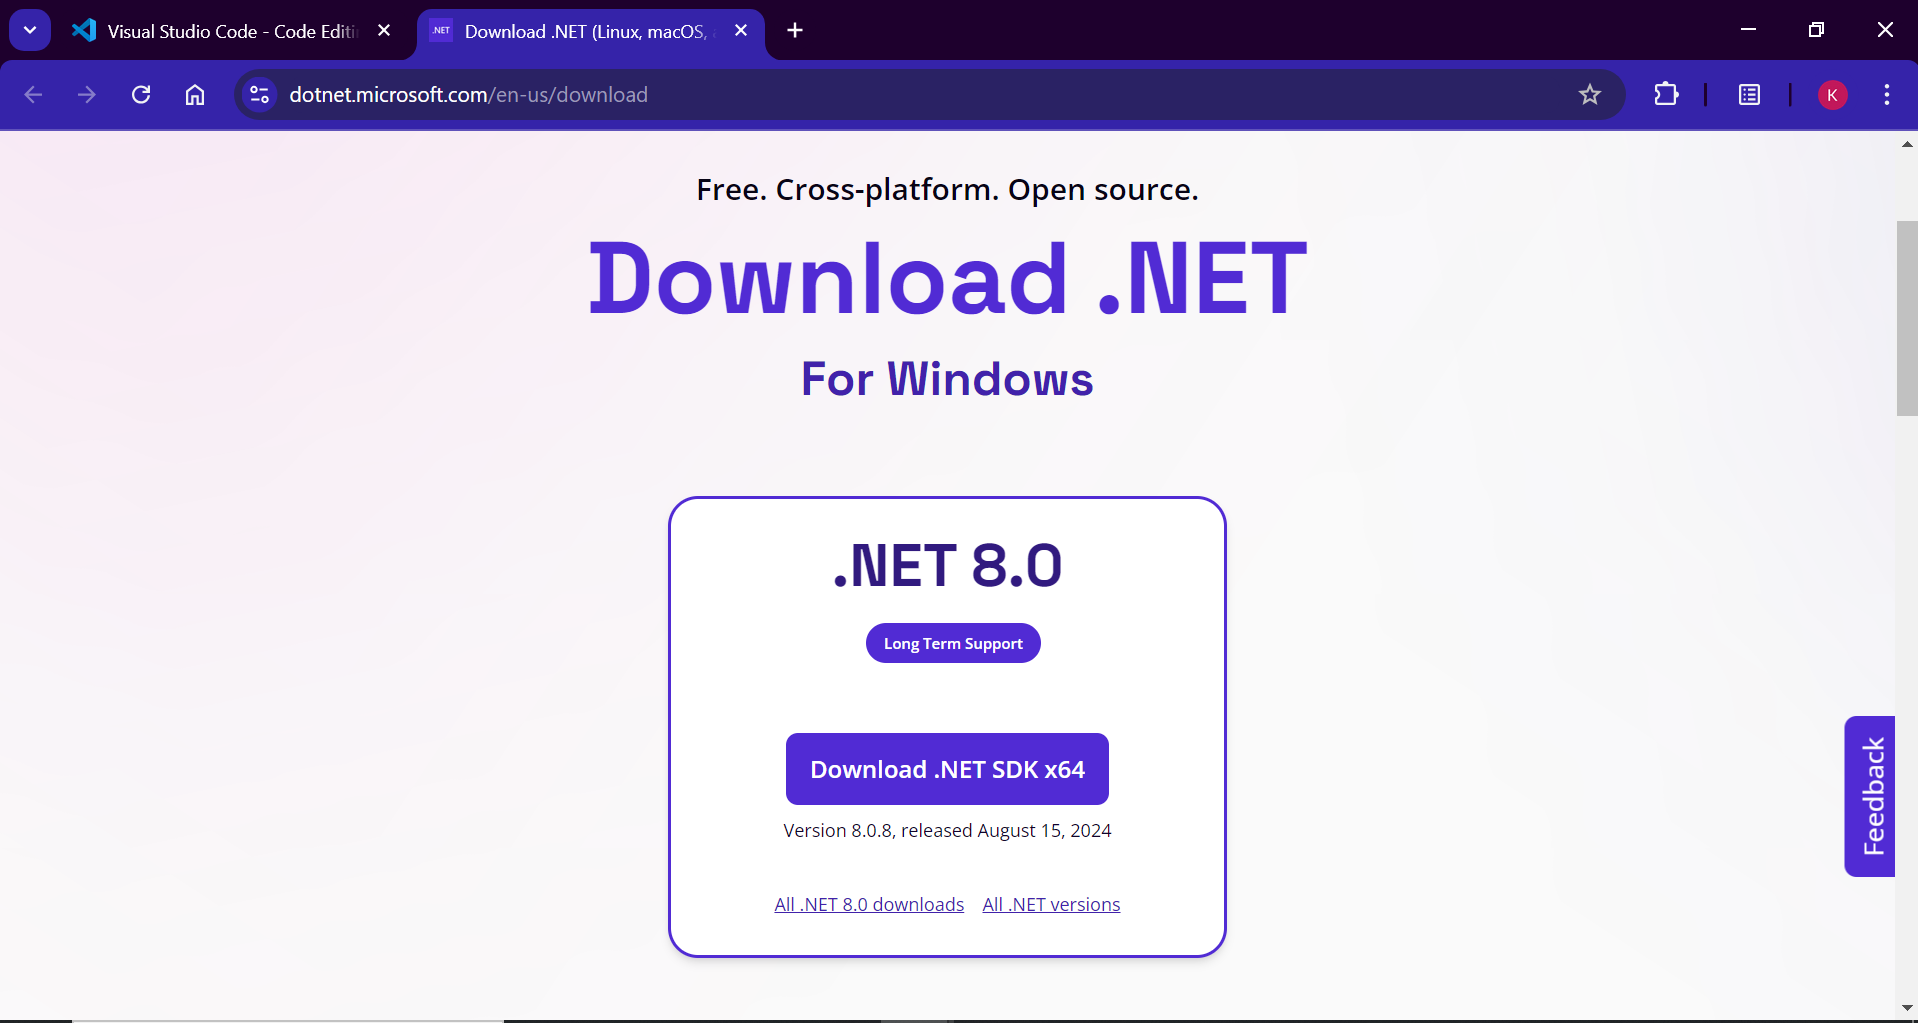 Visual Studio Code - Code Editi
.NET
Download .NET (Linux, macOS,
dotnet.microsoft.com/en-us/download
K
Free. Cross-platform. Open source.
Download .NET
For Windows
.NET 8.0
Long Term Support
Download .NET SDK x64
Version 8.0.8, released August 15, 2024
All .NET 8.0 downloads All .NET versions
Feedback